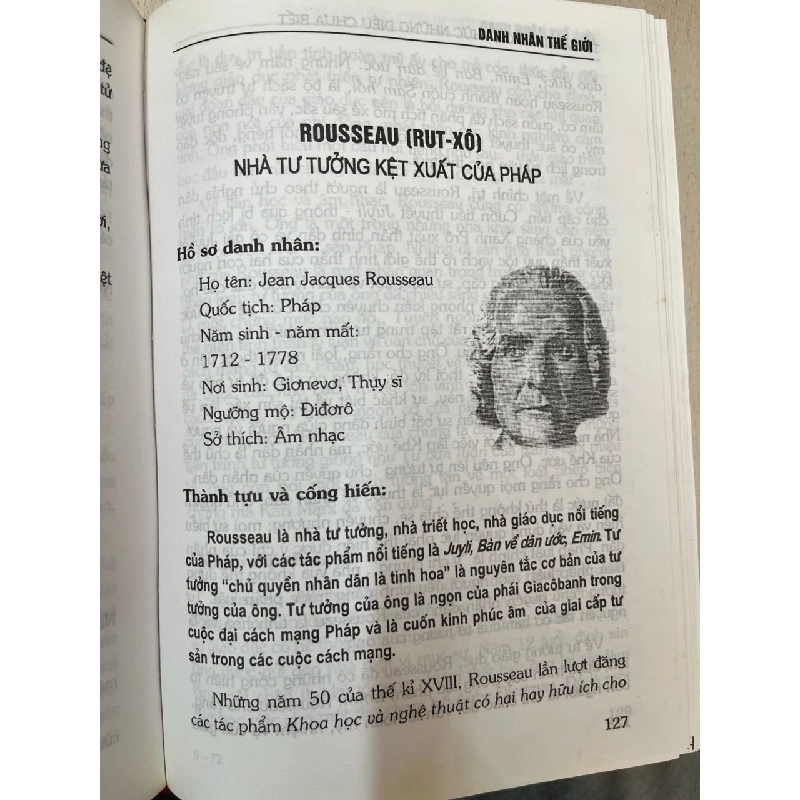 DANH NHÂN THẾ GIỚI
ROUSSEAU (RUT-XÔ)
NHÀ TƯ TƯỞNG KỆT XUẤT CỦA PHÁP
Hồ sơ danh nhân:
Họ tên: Jean Jacques Rousseau
Quốc tịch: Pháp
Năm sinh - năm mất:
1712 - 1778
Nơi sinh: Giơnevơ, Thụy sĩ
Ngưỡng mộ: Điđơrô
Sở thích: Âm nhạc
Thành tựu và cống hiến:
Rousseau là nhà tư tưởng, nhà triết học, nhà giáo dục nổi tiếng
của Pháp, với các tác phẩm nổi tiếng là Juyli, Bàn về dân ước, Emin. Tư
tưởng “chủ quyền nhân dân là tinh hoa” là nguyên tắc cơ bản của tư
tưởng của ông. Tư tưởng của ông là ngọn của phái Giacôbanh trong
cuộc đại cách mạng Pháp và là cuốn kinh phúc âm của giai cấp tư
sản trong các cuộc cách mạng.
Những năm 50 của thế kỉ XVIII, Rousseau lần lượt đăng
các tác phẩm Khoa học và nghệ thuật có hại hay hữu ích cho
127